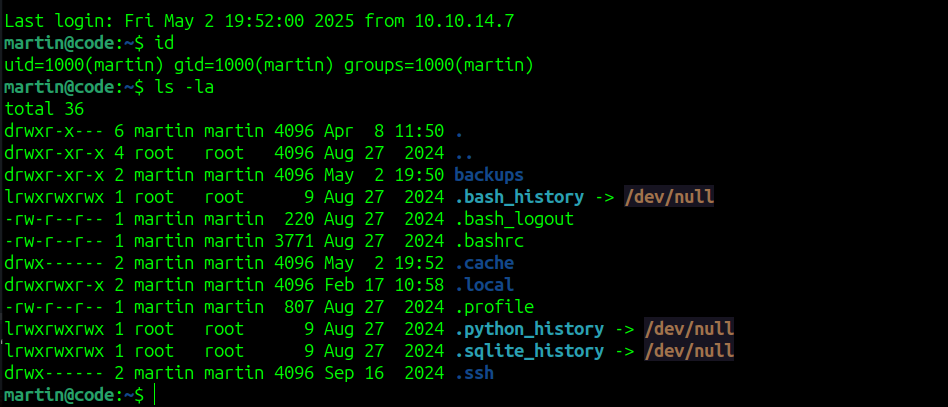 Last login: Fri May 2 19:52:00 2025 from 10.10.14.7
martin@code:~$ id
uid=1000(martin) gid=1000(martin) groups=1000(martin)
martin@code:~$ ls -la
total 36
drwxr-x--- 6 martin martin 4096 Apr  8 11:50 .
drwxr-xr-x 4 root   root   4096 Aug 27  2024 ..
drwxr-xr-x 2 martin martin 4096 May  2 19:50 backups
lrwxrwxrwx 1 root   root      9 Aug 27  2024 .bash_history -> /dev/null
-rw-r--r-- 1 martin martin  220 Aug 27  2024 .bash_logout
-rw-r--r-- 1 martin martin 3771 Aug 27  2024 .bashrc
drwx------ 2 martin martin 4096 May  2 19:52 .cache
drwxrwxr-x 2 martin martin 4096 Feb 17 10:58 .local
-rw-r--r-- 1 martin martin  807 Aug 27  2024 .profile
lrwxrwxrwx 1 root   root      9 Aug 27  2024 .python_history -> /dev/null
lrwxrwxrwx 1 root   root      9 Aug 27  2024 .sqlite_history -> /dev/null
drwx------ 2 martin martin 4096 Sep 16  2024 .ssh
martin@code:~$